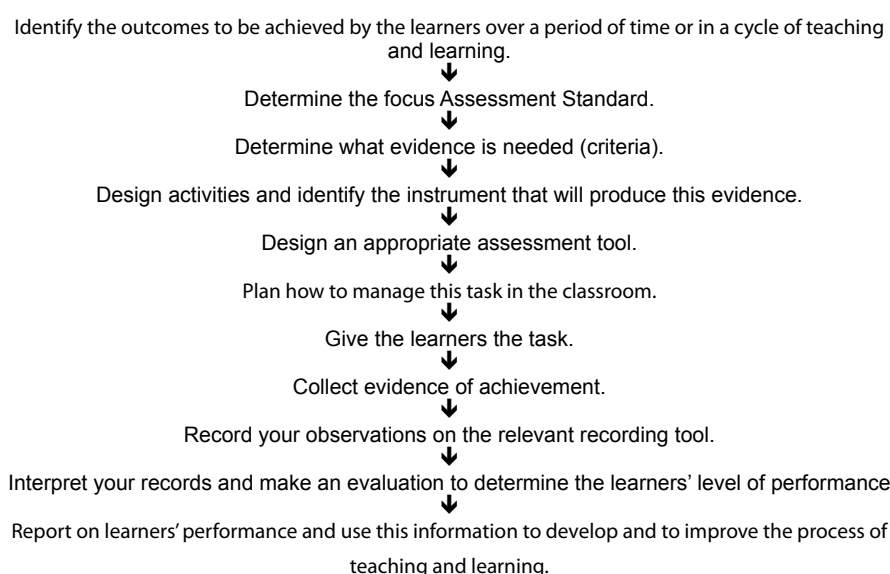 Identify the outcomes to be achieved by the learners over a period of time or in a cycle of teaching
and learning.
Determine the focus Assessment Standard.
Determine what evidence is needed (criteria).
Design activities and identify the instrument that will produce this evidence.
Design an appropriate assessment tool.
Plan how to manage this task in the classroom.
Give the learners the task.
Collect evidence of achievement.
Record your observations on the relevant recording tool.
Interpret your records and make an evaluation to determine the learners' level of performance
Report on learners' performance and use this information to develop and to improve the process of
teaching and learning.